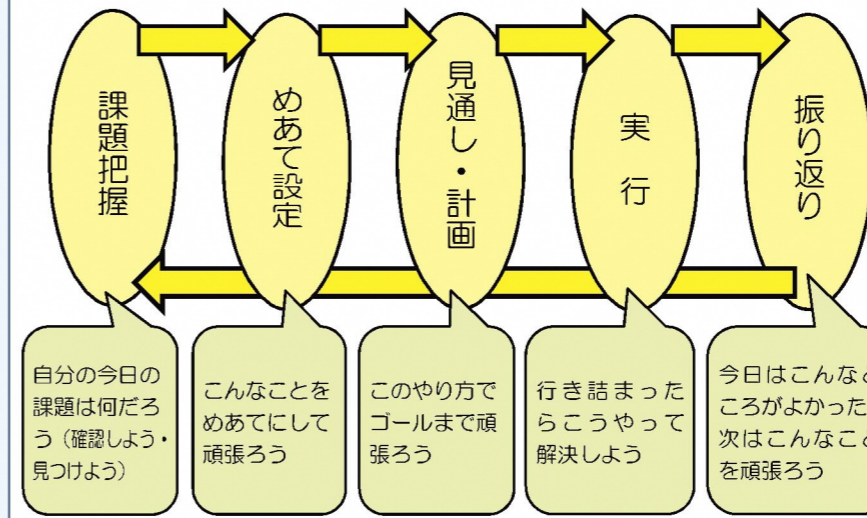 課題把握
めあて設定
見通し・計画
実行
振り返り
自分の今日の
課題は何だろ
う（確認しよう・
見つけよう）
こんなことを
めあてにして
頑張ろう
このやり方で
ゴールまで頑
張ろう
行き詰まった
らこうやって
解決しよう
今日はこんなと
ころがよかった
次はこんなこと
を頑張ろう